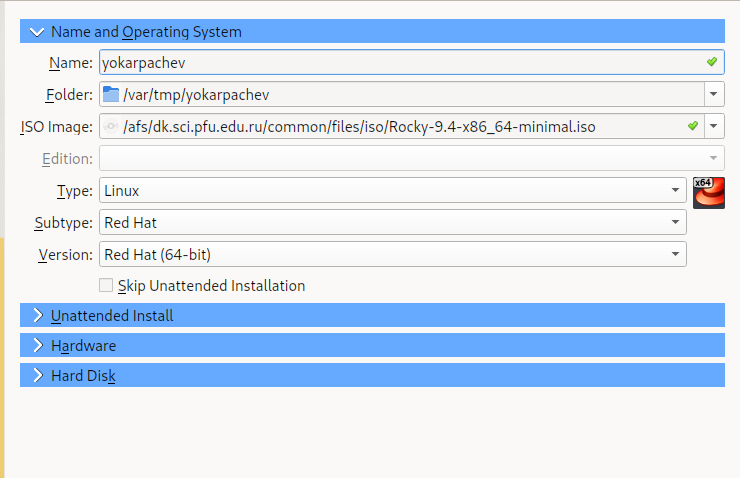 Name and Operating System
Name: yokarpachev
Folder: /var/tmp/yokarpachev
ISO Image: /afs/dk.sci.pfu.edu.ru/common/files/iso/Rocky-9.4-x86_64-minimal.iso
Edition:
Type: Linux
x64
Subtype: Red Hat
Version: Red Hat (64-bit)
Skip Unattended Installation
Unattended Install
Hardware
Hard Disk